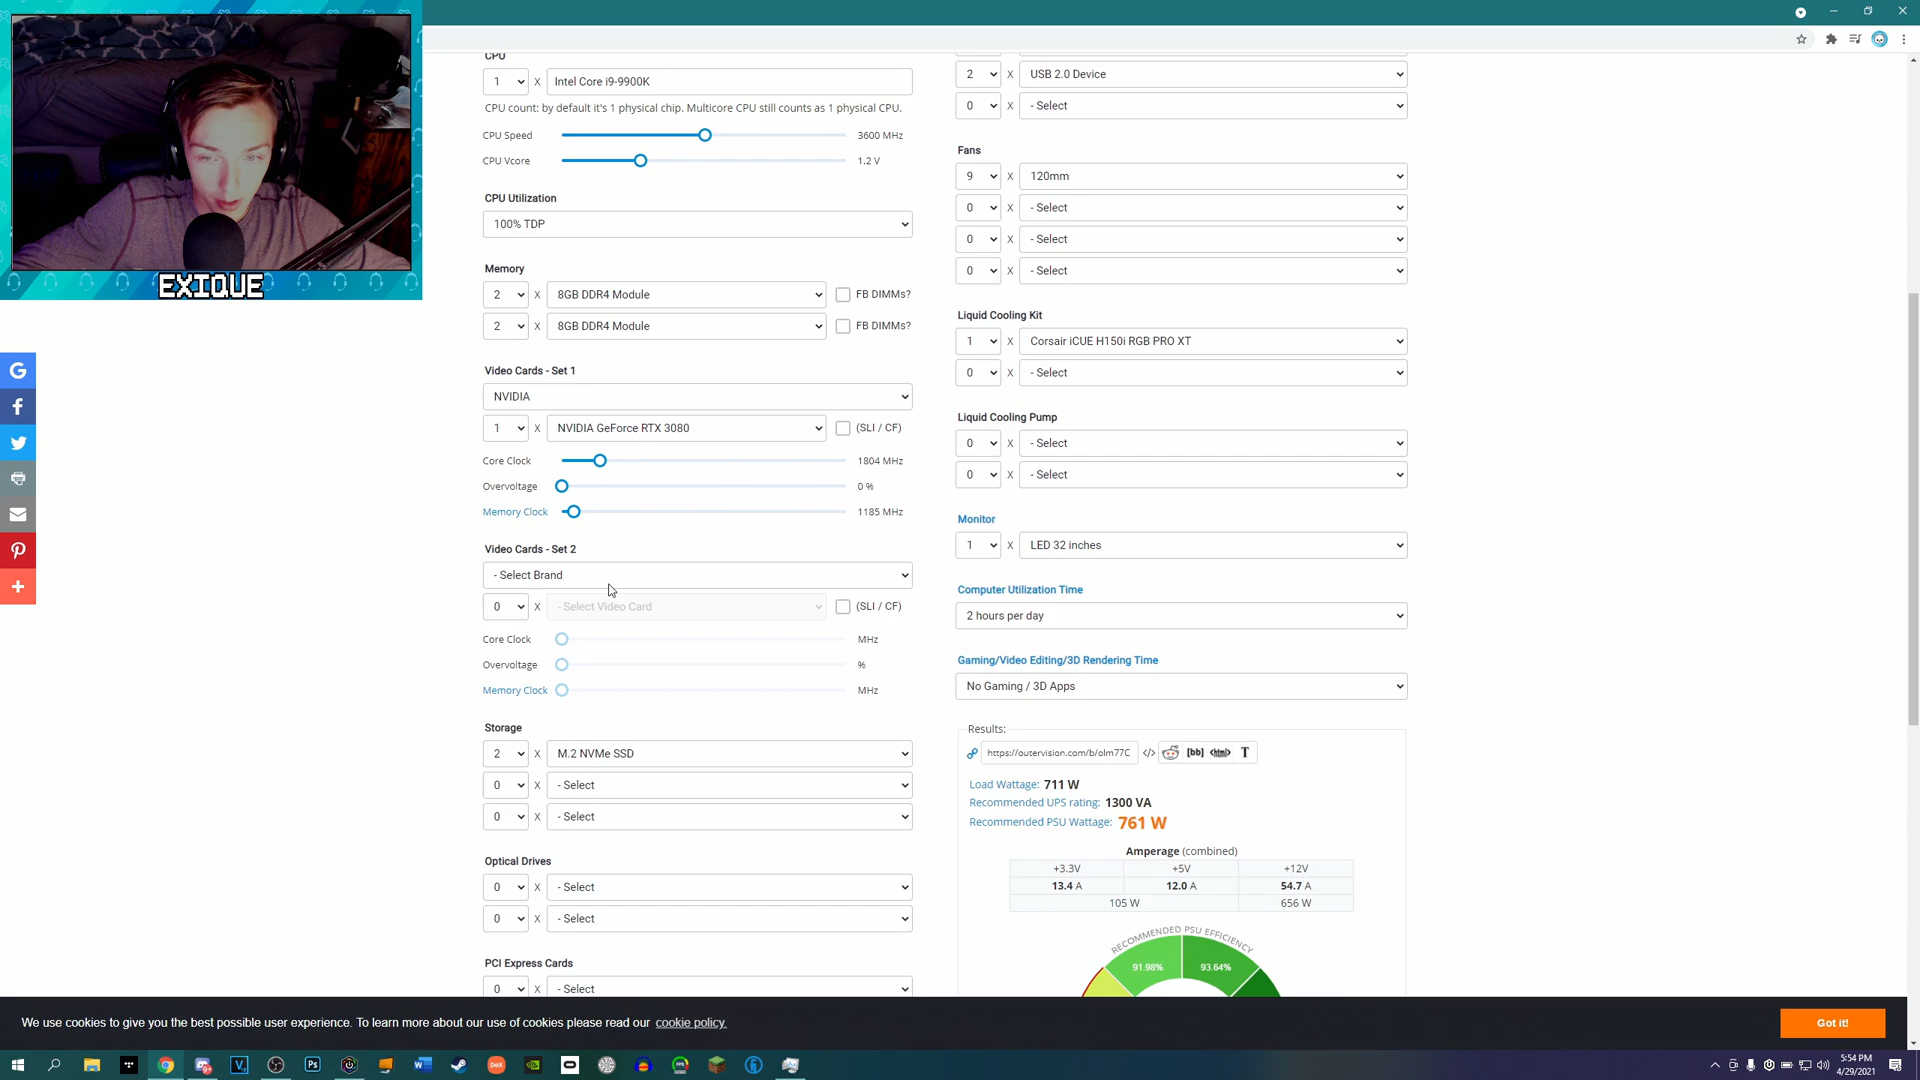 EXIQUE
CPU
1 X Intel Core i9-9900K
CPU count: by default it's 1 physical chip. Multicore CPU still counts as 1 physical CPU.
CPU Speed 3600 MHz
CPU Vcore 1.2 V
CPU Utilization
100% TDP
Memory
2 X 8GB DDR4 Module FB DIMMs?
2 X 8GB DDR4 Module FB DIMMs?
Video Cards - Set 1
NVIDIA
1 X NVIDIA GeForce RTX 3080 (SLI / CF)
Core Clock 1804 MHz
Overvoltage 0 %
Memory Clock 1185 MHz
Video Cards - Set 2
- Select Brand
0 X - Select Video Card (SLI / CF)
Core Clock MHz
Overvoltage %
Memory Clock MHz
Storage
2 X M.2 NVMe SSD
0 X - Select
0 X - Select
Optical Drives
0 X - Select
0 X - Select
PCI Express Cards
0 X - Select
2 X USB 2.0 Device
0 X - Select
Fans
9 X 120mm
0 X - Select
0 X - Select
0 X - Select
Liquid Cooling Kit
1 X Corsair iCUE H150i RGB PRO XT
0 X - Select
Liquid Cooling Pump
0 X - Select
0 X - Select
Monitor
1 X LED 32 inches
Computer Utilization Time
2 hours per day
Gaming/Video Editing/3D Rendering Time
No Gaming / 3D Apps
Results:
https://outervision.com/b/olm77C </> [bb] <html> T
Load Wattage: 711 W
Recommended UPS rating: 1300 VA
Recommended PSU Wattage: 761 W
Amperage (combined)
+3.3V +5V +12V
13.4 A 12.0 A 54.7 A
105 W 656 W
RECOMMENDED PSU EFFICIENCY
91.98% 93.64%
We use cookies to give you the best possible user experience. To learn more about our use of cookies please read our cookie policy.
Got it!
5:54 PM
4/29/2021